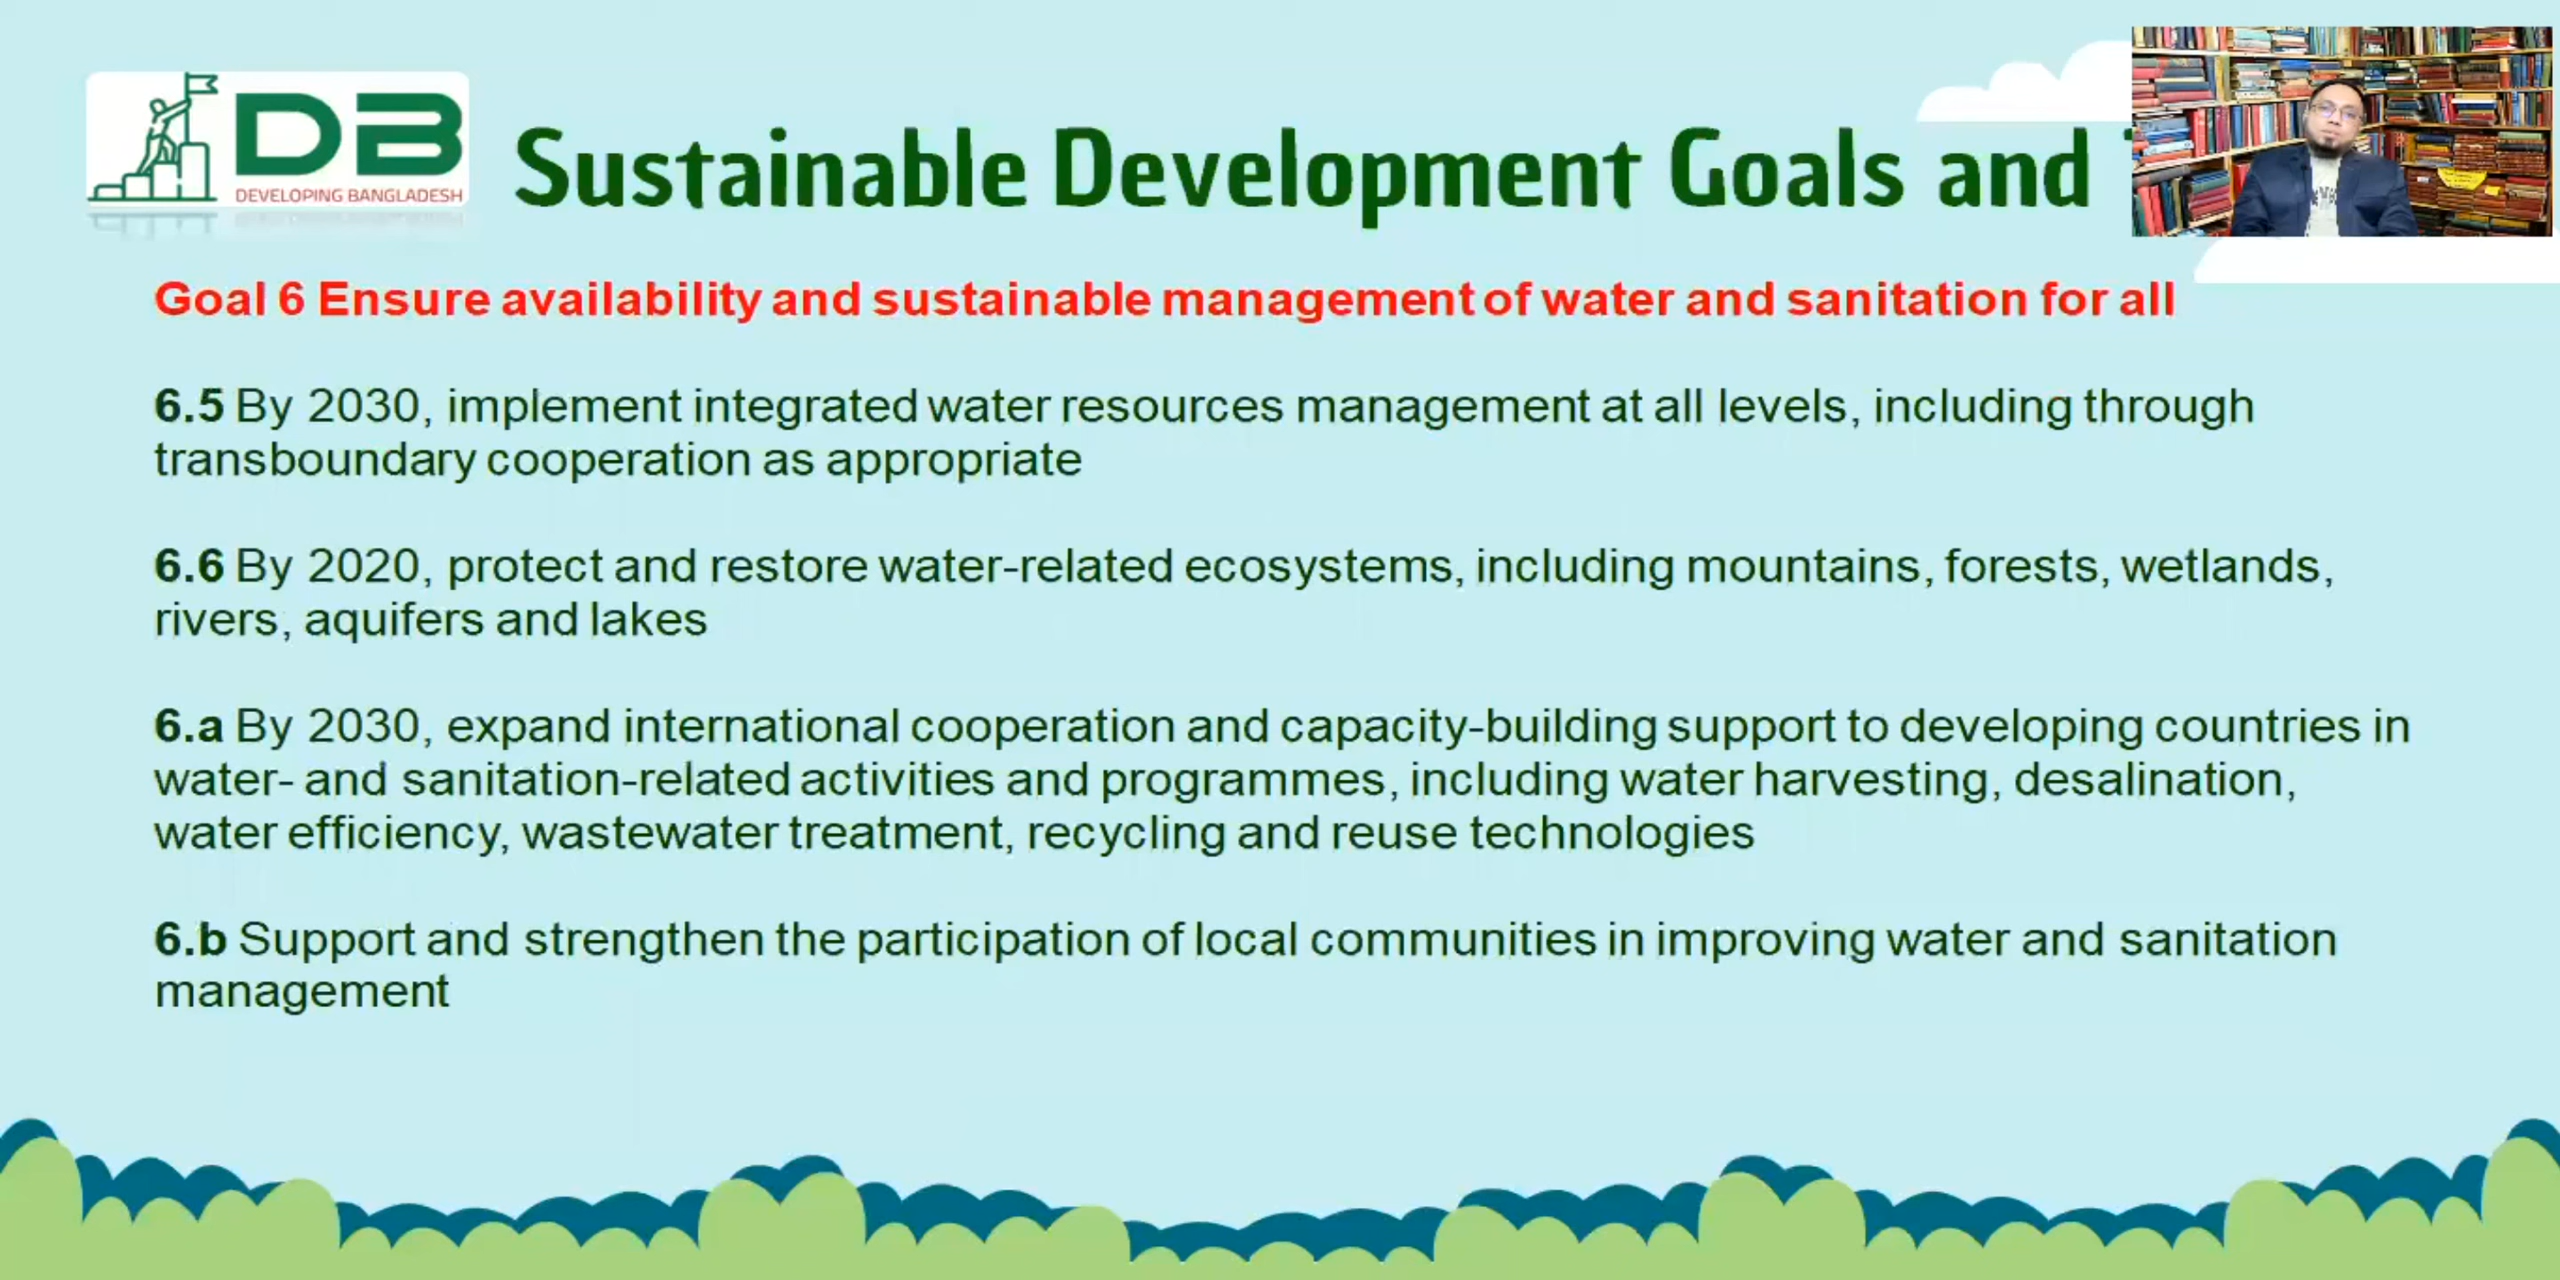 DB
DEVELOPING BANGLADESH
Sustainable Development Goals and
Goal 6 Ensure availability and sustainable management of water and sanitation for all
6.5 By 2030, implement integrated water resources management at all levels, including through
transboundary cooperation as appropriate
6.6 By 2020, protect and restore water-related ecosystems, including mountains, forests, wetlands,
rivers, aquifers and lakes
6.a By 2030, expand international cooperation and capacity-building support to developing countries in
water- and sanitation-related activities and programmes, including water harvesting, desalination,
water efficiency, wastewater treatment, recycling and reuse technologies
6.b Support and strengthen the participation of local communities in improving water and sanitation
management